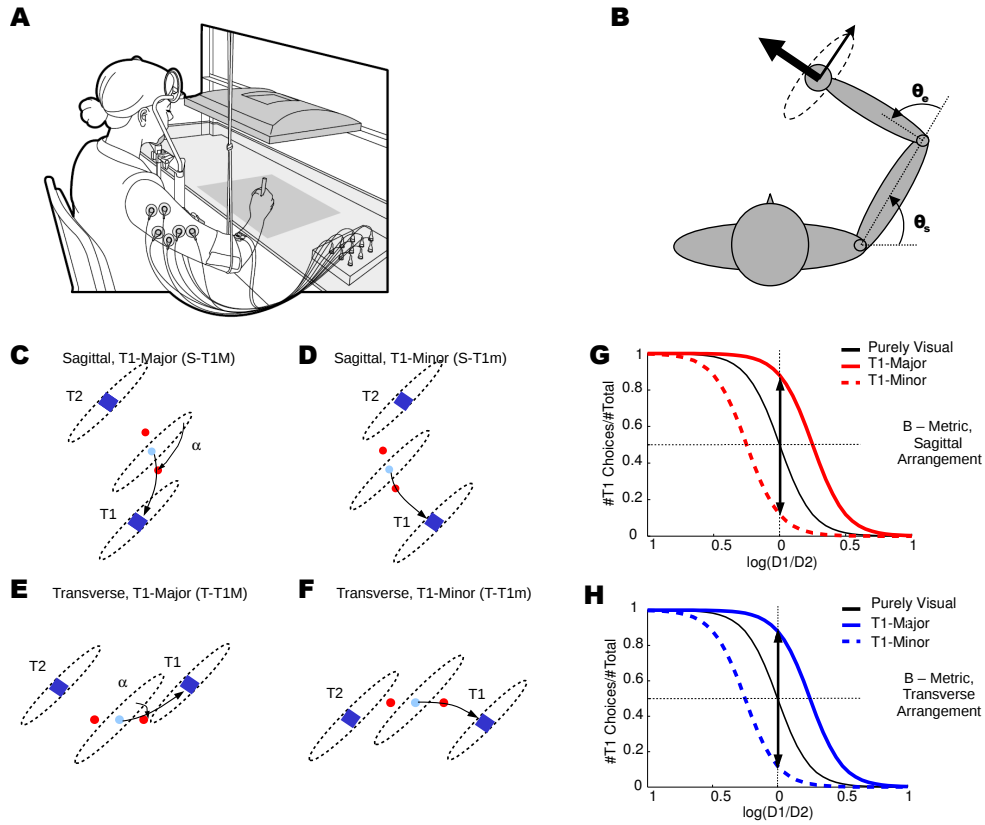 A
B
θe
θs
C
Sagittal, T1-Major (S-T1M)
T2
α
T1
D
Sagittal, T1-Minor (S-T1m)
T2
T1
E
Transverse, T1-Major (T-T1M)
T2
T1
α
F
Transverse, T1-Minor (T-T1m)
T2
T1
G
#T1 Choices/#Total
1
0.8
0.6
0.4
0.2
0
1
0.5
0
0.5
1
log(D1/D2)
Purely Visual
T1-Major
T1-Minor
B – Metric,
Sagittal
Arrangement
H
#T1 Choices/#Total
1
0.8
0.6
0.4
0.2
0
1
0.5
0
0.5
1
log(D1/D2)
Purely Visual
T1-Major
T1-Minor
B – Metric,
Transverse
Arrangement